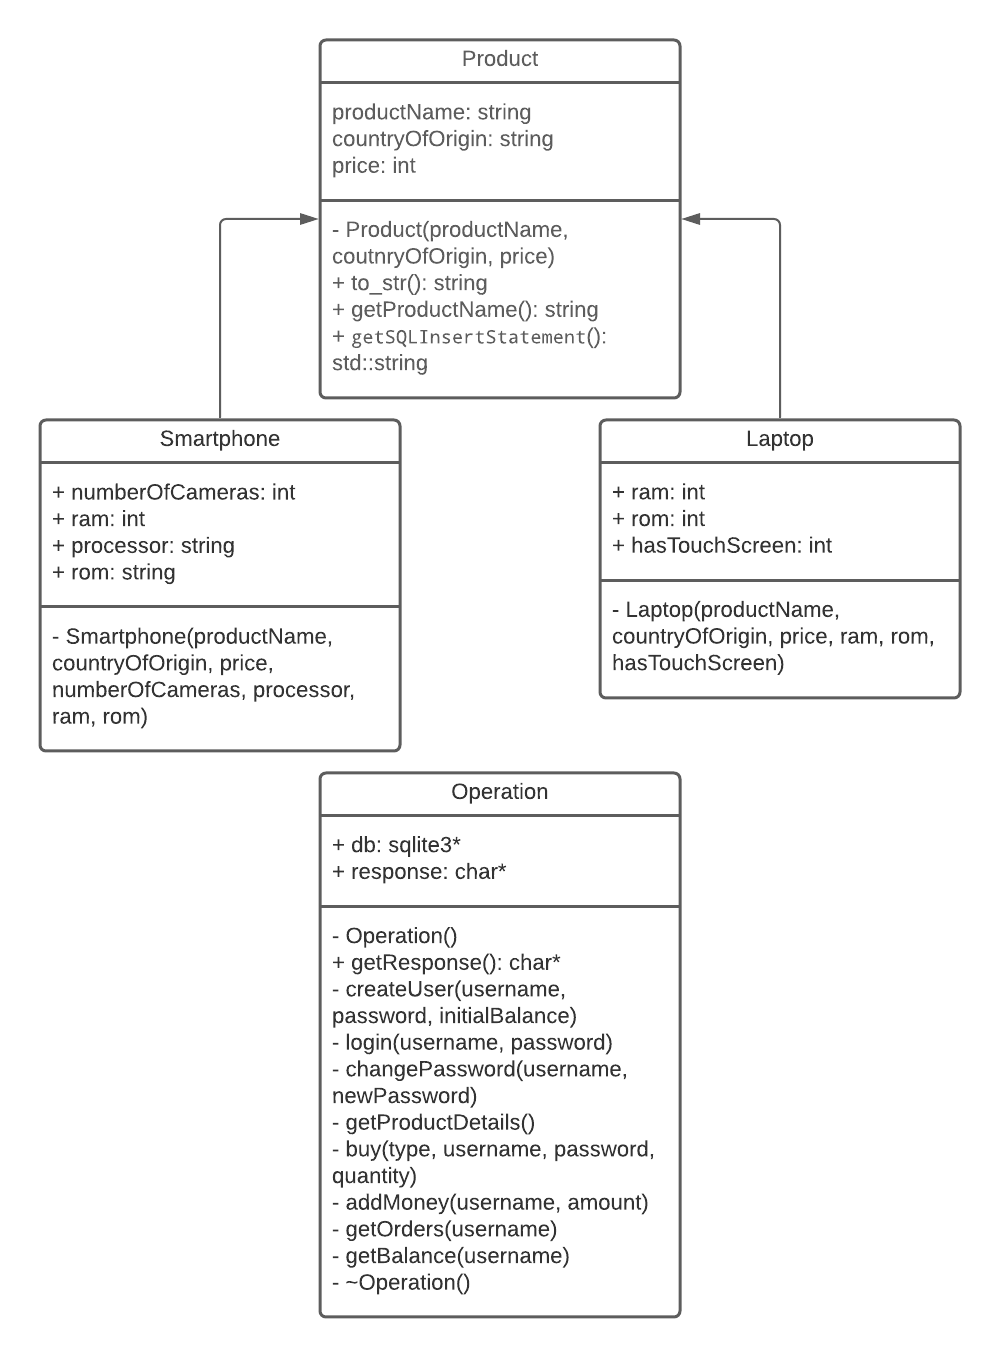 Product
productName: string
countryOfOrigin: string
price: int
- Product(productName,
coutnryOfOrigin, price)
+ to_str(): string
+ getProductName(): string
+ getSQLInsertStatement():
std::string
Smartphone
+ numberOfCameras: int
+ ram: int
+ processor: string
+ rom: string
- Smartphone(productName,
countryOfOrigin, price,
numberOfCameras, processor,
ram, rom)
Laptop
+ ram: int
+ rom: int
+ hasTouchScreen: int
- Laptop(productName,
countryOfOrigin, price, ram, rom,
hasTouchScreen)
Operation
+ db: sqlite3*
+ response: char*
- Operation()
+ getResponse(): char*
- createUser(username,
password, initialBalance)
- login(username, password)
- changePassword(username,
newPassword)
- getProductDetails()
- buy(type, username, password,
quantity)
- addMoney(username, amount)
- getOrders(username)
- getBalance(username)
- ~Operation()